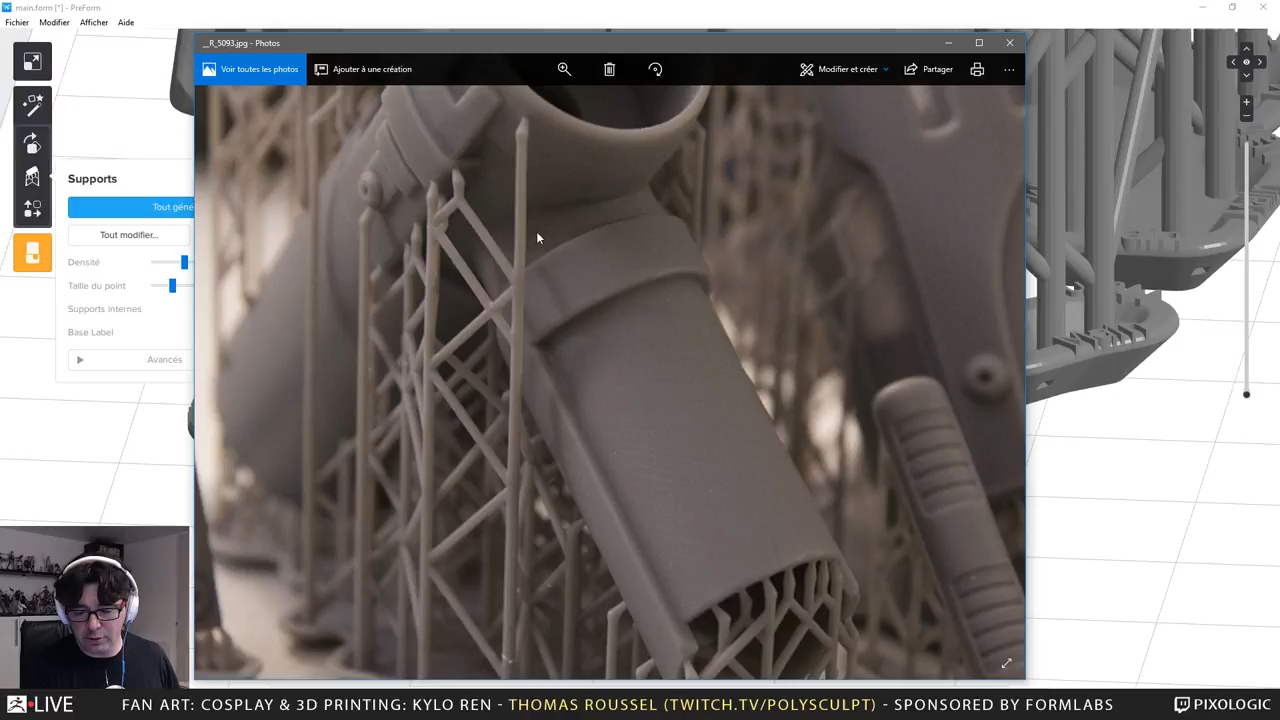 main.form [*] - PreForm
Fichier Modifier Afficher Aide
__R_5093.jpg - Photos
Voir toutes les photos
Ajouter à une création
Modifier et créer
Partager
Supports
Tout géné
Tout modifier...
Densité
Taille du point
Supports internes
Base Label
Avancés
LIVE
FAN ART: COSPLAY & 3D PRINTING: KYLO REN - THOMAS ROUSSEL (TWITCH.TV/POLYSCULPT) - SPONSORED BY FORMLABS
PIXOLOGIC